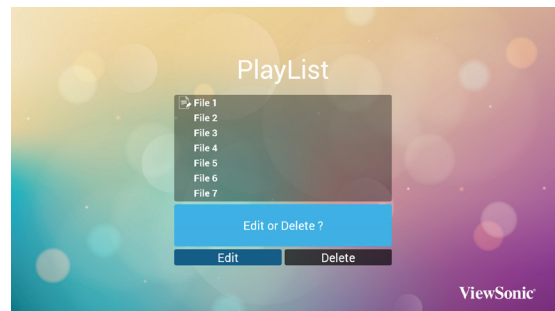 PlayList
File 1
File 2
File 3
File 4
File 5
File 6
File 7
Edit or Delete ?
Edit Delete
ViewSonic